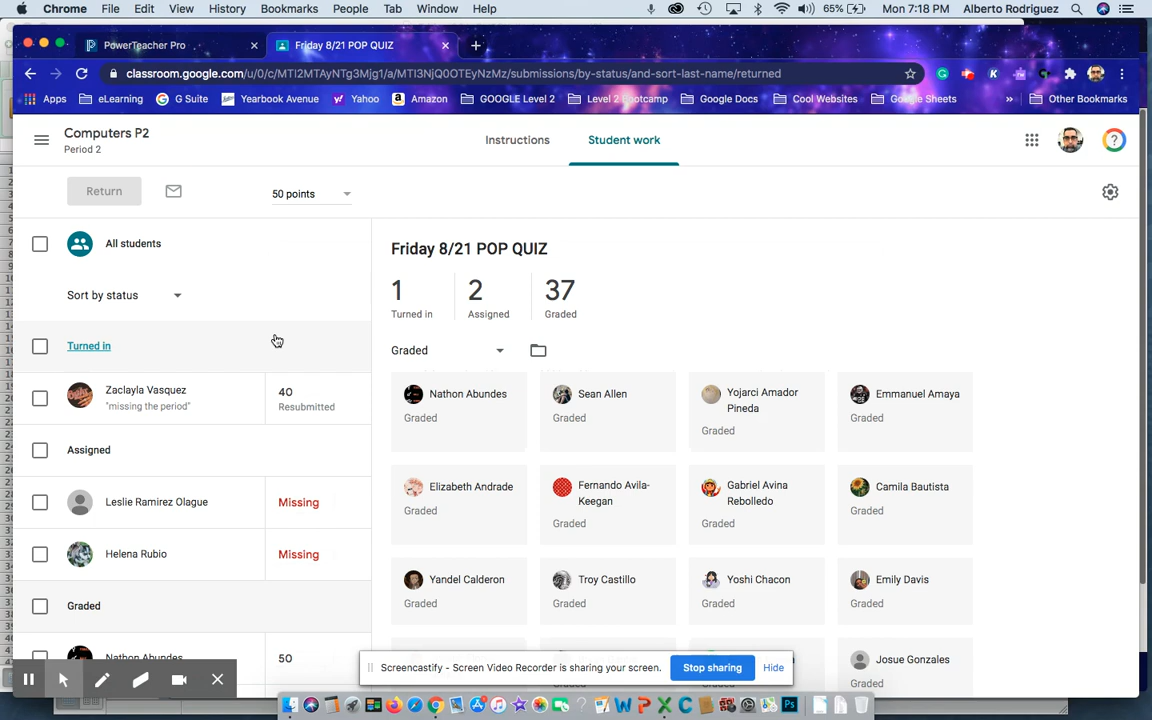 Chrome File Edit View History Bookmarks People Tab Window Help 65% Mon 7:18 PM Alberto Rodriguez
PowerTeacher Pro Friday 8/21 POP QUIZ
classroom.google.com/u/0/c/MTI2MTAyNTg3Mjg1/a/MTI3NjQ0OTEyNzMz/submissions/by-status/and-sort-last-name/returned
Apps eLearning G Suite Yearbook Avenue Yahoo Amazon GOOGLE Level 2 Level 2 Bootcamp Google Docs Cool Websites Google Sheets » Other Bookmarks
Computers P2
Period 2
Instructions Student work
Return 50 points
All students
Sort by status
Turned in
Zaclayla Vasquez 40
"missing the period" Resubmitted
Assigned
Leslie Ramirez Olague Missing
Helena Rubio Missing
Graded
Nathon Abundes 50
Friday 8/21 POP QUIZ
1 2 37
Turned in Assigned Graded
Graded
Nathon Abundes
Graded
Sean Allen
Graded
Yojarci Amador
Pineda
Graded
Emmanuel Amaya
Graded
Elizabeth Andrade
Graded
Fernando Avila-
Keegan
Graded
Gabriel Avina
Rebolledo
Graded
Camila Bautista
Graded
Yandel Calderon
Graded
Troy Castillo
Graded
Yoshi Chacon
Graded
Emily Davis
Graded
Josue Gonzales
Graded
Screencastify - Screen Video Recorder is sharing your screen. Stop sharing Hide